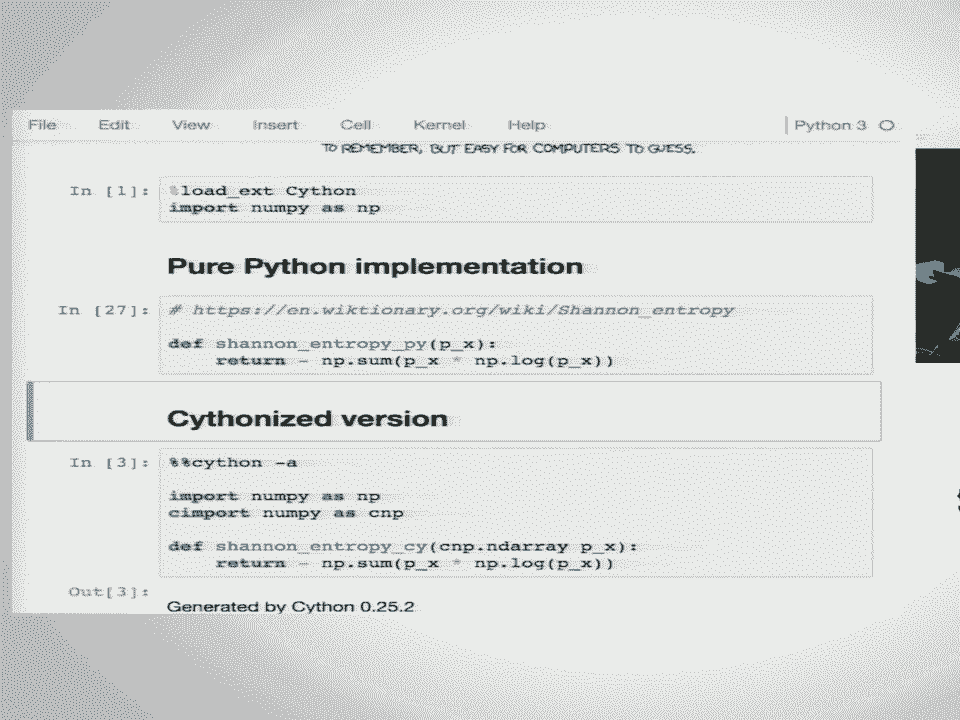 File Edit View Insert Cell Kernel Help Python 3
TO REMEMBER, BUT EASY FOR COMPUTERS TO GUESS.
In [1]: %load_ext Cython
import numpy as np
Pure Python implementation
In [27]: # https://en.wiktionary.org/wiki/Shannon_entropy
def shannon_entropy_py(p_x):
    return - np.sum(p_x * np.log(p_x))
Cythonized version
In [3]: %%cython -a
import numpy as np
cimport numpy as cnp
def shannon_entropy_cy(cnp.ndarray p_x):
    return - np.sum(p_x * np.log(p_x))
Out[3]:
Generated by Cython 0.25.2